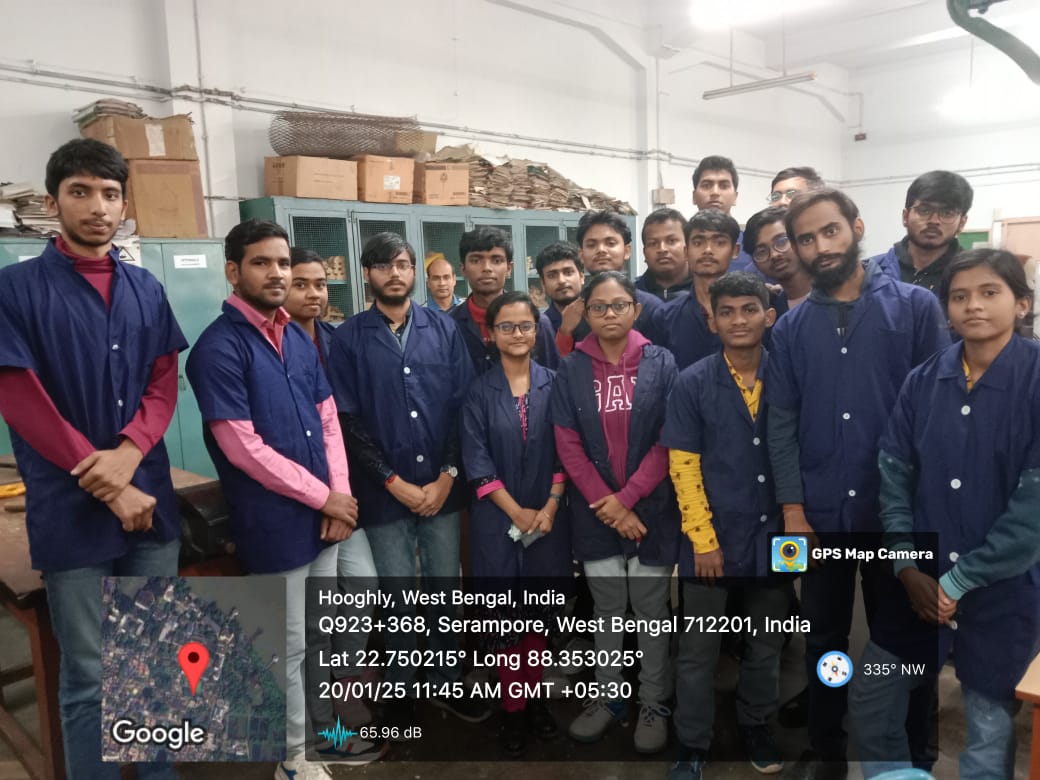 GAP
GPS Map Camera
Hooghly, West Bengal, India
Q923+368, Serampore, West Bengal 712201, India
Lat 22.750215° Long 88.353025°
20/01/25 11:45 AM GMT +05:30
335° NW
65.96 dB
Google